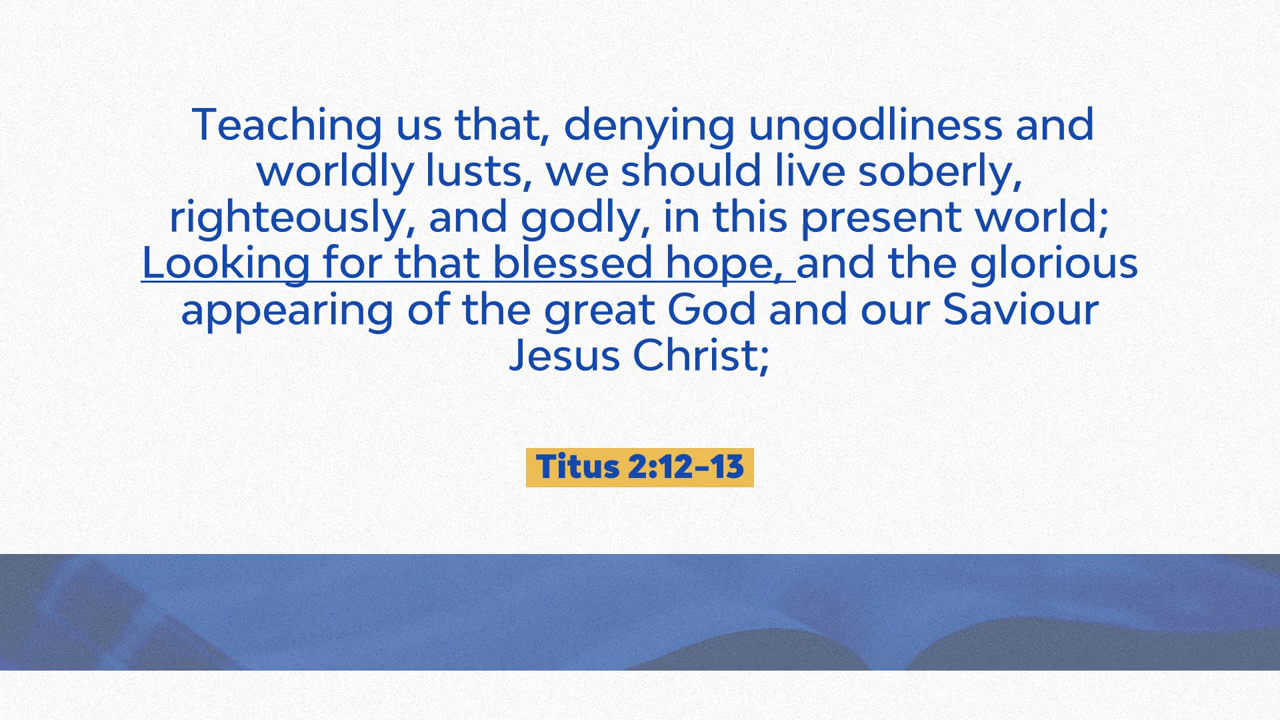 Teaching us that, denying ungodliness and
worldly lusts, we should live soberly,
righteously, and godly, in this present world;
Looking for that blessed hope, and the glorious
appearing of the great God and our Saviour
Jesus Christ;
Titus 2:12-13